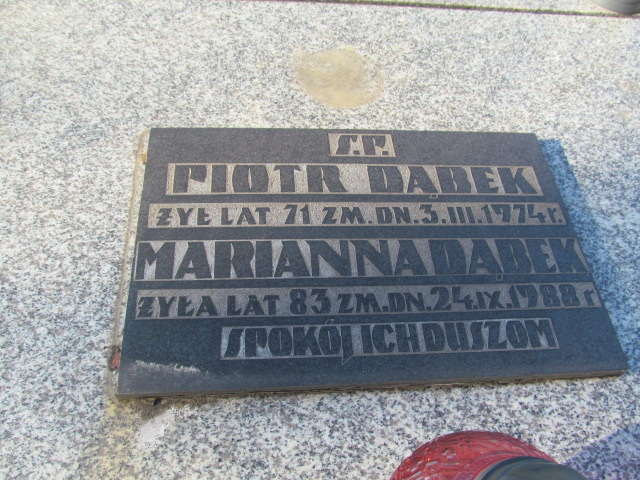 Ś.P.
PIOTR DĄBEK
ŻYŁ LAT 71 ZM. DN. 3. III. 1974 r.
MARIANNA DĄBEK
ŻYŁA LAT 83 ZM. DN. 24. IX. 1988 r.
SPOKÓJ ICH DUSZOM